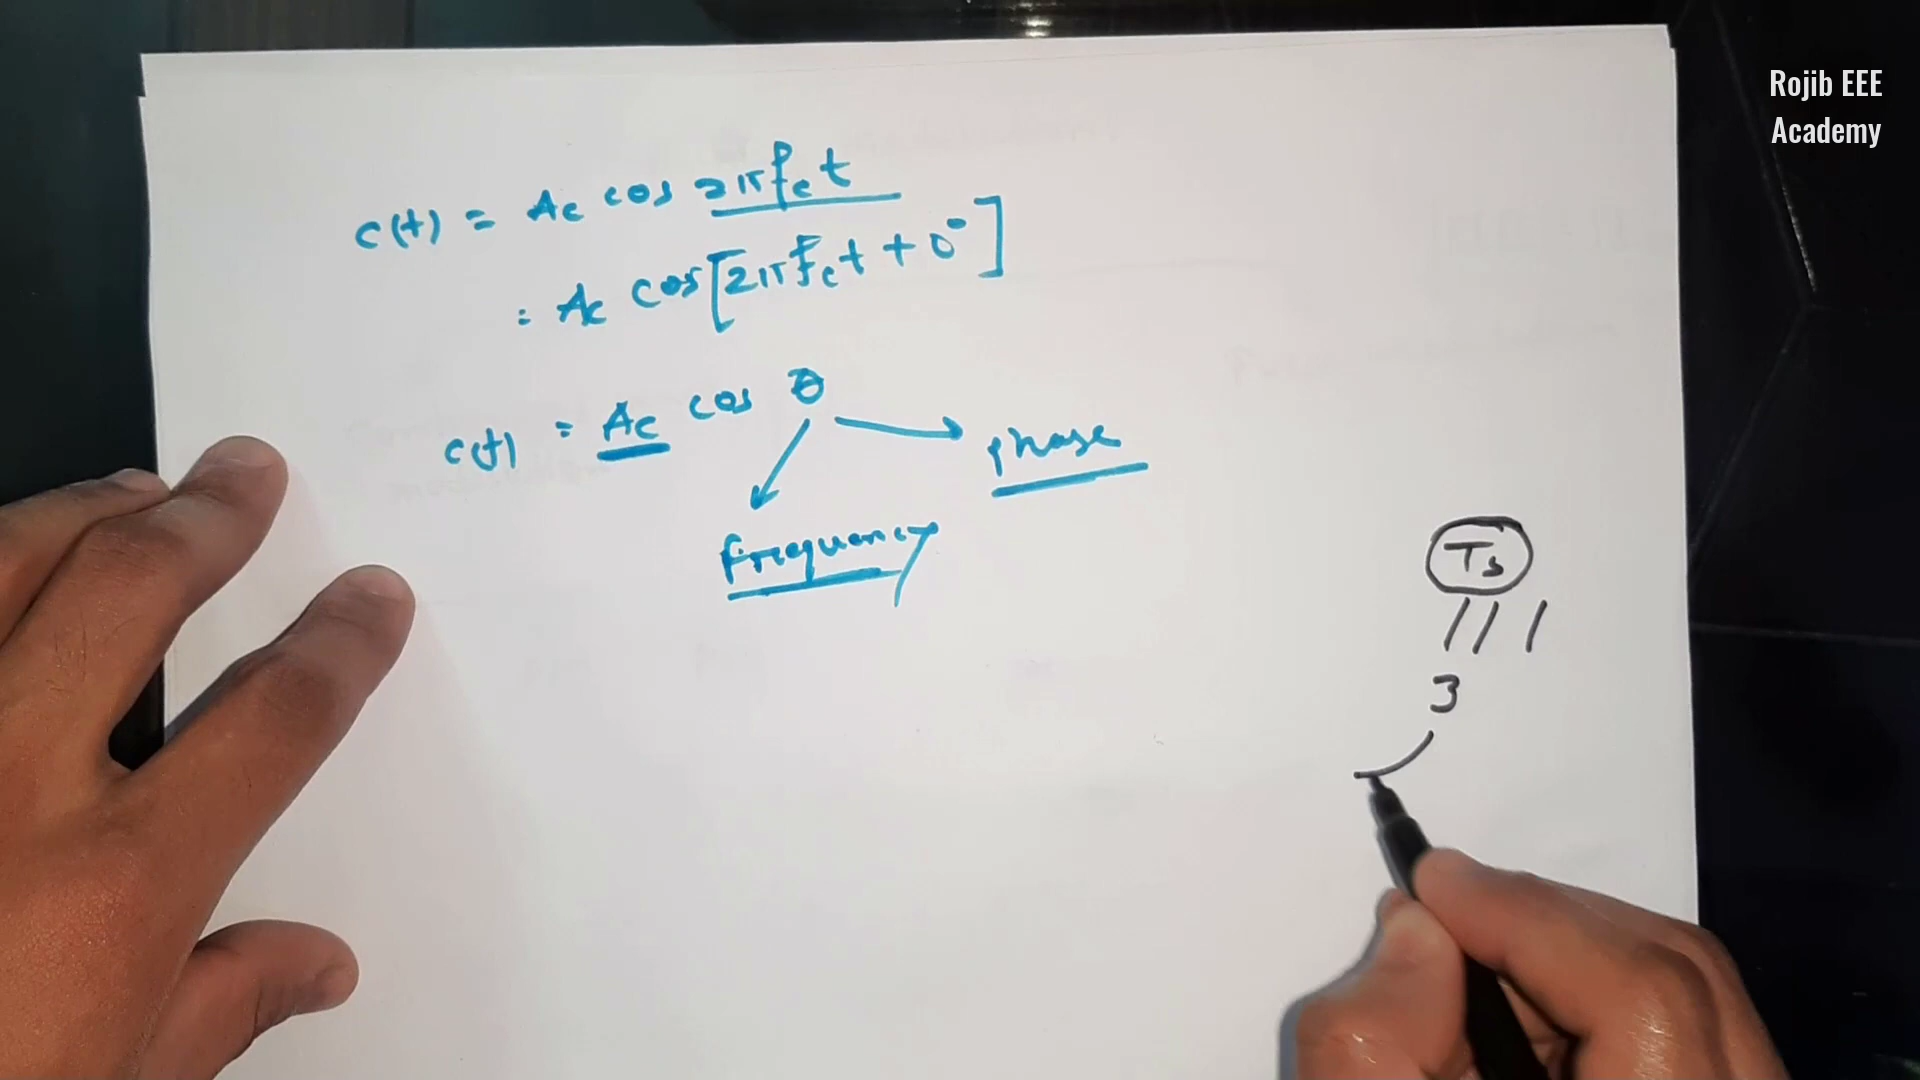 Rojib EEE
Academy
c(t) = Ac cos 2πfct
= Ac cos[2πfct + 0°]
c(t) = Ac cos θ
phase
frequency
Ts
3